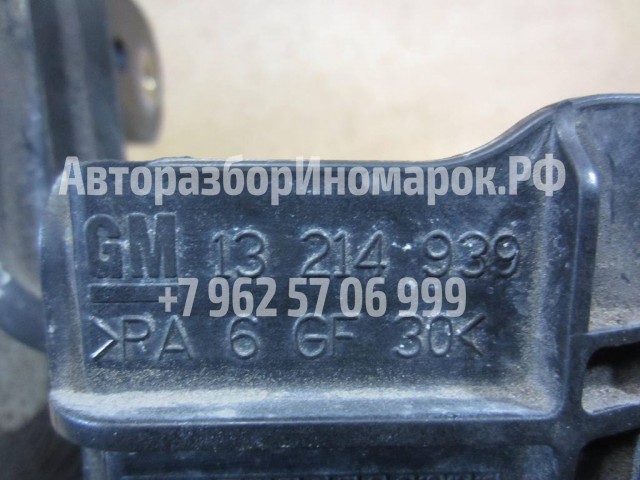 АвторазборИномарок.РФ
GM 13 214 939
+7 962 57 06 999
>PA 6 GF 30<